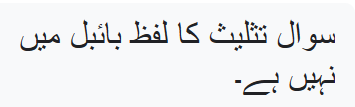 سوال تثلیث کا لفظ بائبل میں
نہیں ہے۔